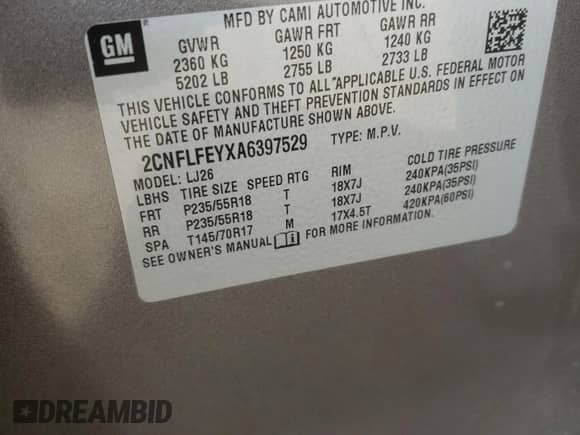 MFD BY CAMI AUTOMOTIVE INC.
GM
GVWR GAWR FRT GAWR RR
2360 KG 1250 KG 1240 KG
5202 LB 2755 LB 2733 LB
THIS VEHICLE CONFORMS TO ALL APPLICABLE U.S. FEDERAL MOTOR
VEHICLE SAFETY AND THEFT PREVENTION STANDARDS IN EFFECT ON
THE DATE OF MANUFACTURE SHOWN ABOVE.
2CNFLFEYXA6397529 TYPE: M.P.V.
MODEL: LJ26
LBHS TIRE SIZE SPEED RTG RIM COLD TIRE PRESSURE
FRT P235/55R18 T 18X7J 240KPA(35PSI)
RR P235/55R18 T 18X7J 240KPA(35PSI)
SPA T145/70R17 M 17X4.5T 420KPA(60PSI)
SEE OWNER'S MANUAL FOR MORE INFORMATION.
DREAMBID